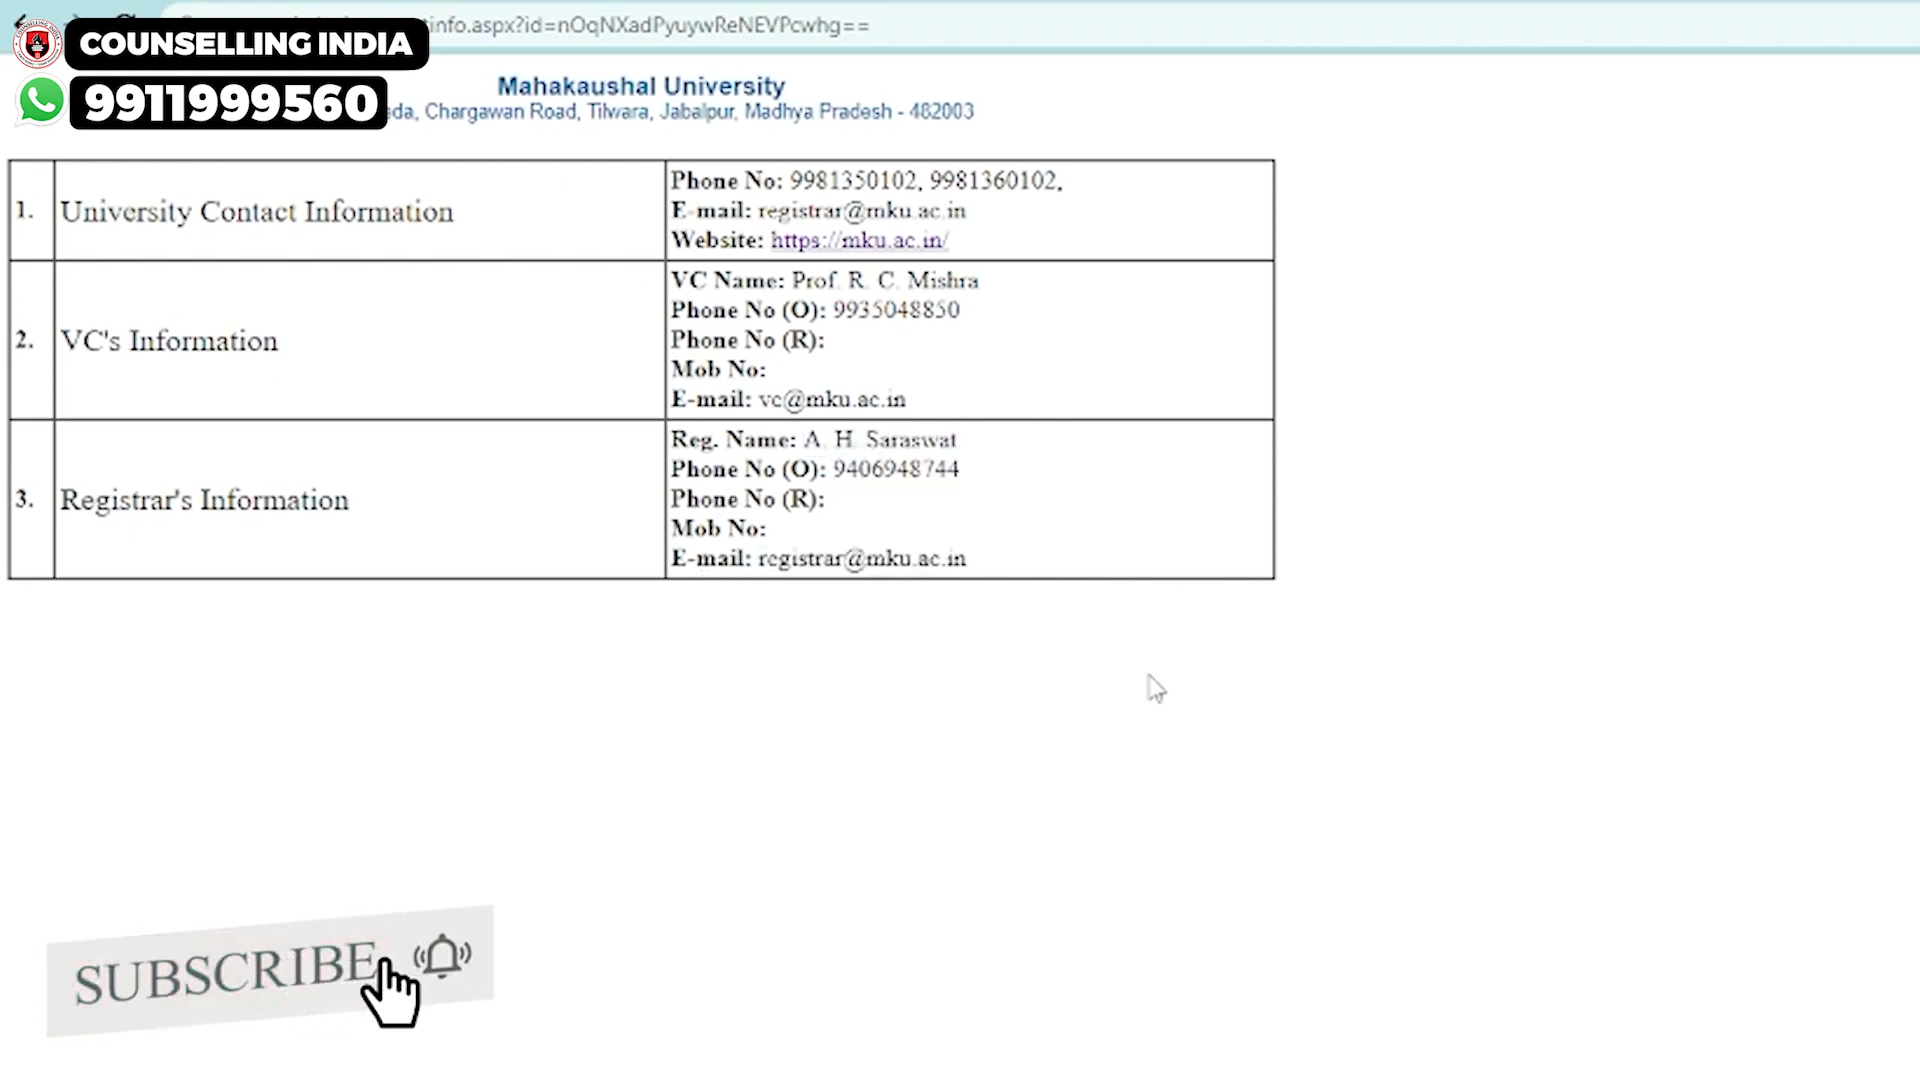 tinfo.aspx?id=nOqNXadPyuywReNEVPcwhg==
COUNSELLING INDIA
9911999560
Mahakaushal University
Chargawan Road, Tilwara, Jabalpur, Madhya Pradesh - 482003
1. University Contact Information
Phone No: 9981350102, 9981360102,
E-mail: registrar@mku.ac.in
Website: https://mku.ac.in/
2. VC's Information
VC Name: Prof. R. C. Mishra
Phone No (O): 9935048850
Phone No (R):
Mob No:
E-mail: vc@mku.ac.in
3. Registrar's Information
Reg. Name: A. H. Saraswat
Phone No (O): 9406948744
Phone No (R):
Mob No:
E-mail: registrar@mku.ac.in
SUBSCRIBE